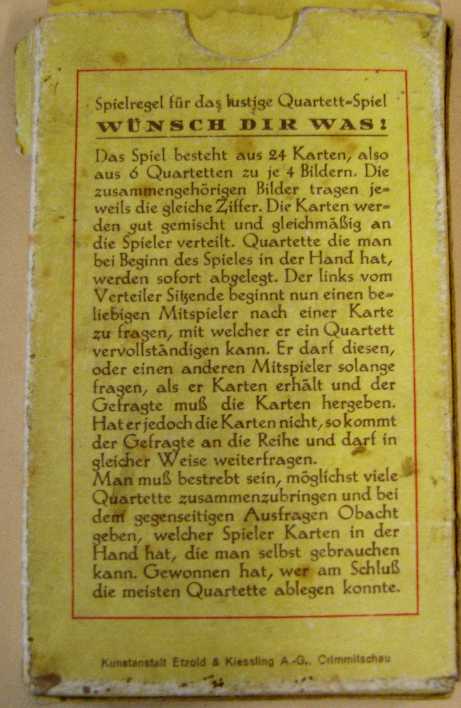 Spielregel für das lustige Quartett=Spiel
WÜNSCH DIR WAS!
Das Spiel besteht aus 24 Karten, also
aus 6 Quartetten zu je 4 Bildern. Die
zusammengehörigen Bilder tragen je=
weils die gleiche Ziffer. Die Karten wer=
den gut gemischt und gleichmäßig an
die Spieler verteilt. Quartette die man
bei Beginn des Spieles in der Hand hat,
werden sofort abgelegt. Der links vom
Verteiler Sitzende beginnt nun einen be=
liebigen Mitspieler nach einer Karte
zu fragen, mit welcher er ein Quartett
vervollständigen kann. Er darf diesen,
oder einen anderen Mitspieler solange
fragen, als er Karten erhält und der
Gefragte muß die Karten hergeben.
Hat er jedoch die Karten nicht, so kommt
der Gefragte an die Reihe und darf in
gleicher Weise weiterfragen.
Man muß bestrebt sein, möglichst viele
Quartette zusammenzubringen und bei
dem gegenseitigen Ausfragen Obacht
geben, welcher Spieler Karten in der
Hand hat, die man selbst gebrauchen
kann. Gewonnen hat, wer am Schluß
die meisten Quartette ablegen konnte.
Kunstanstalt Etzold & Kiessling A.-G., Crimmitschau